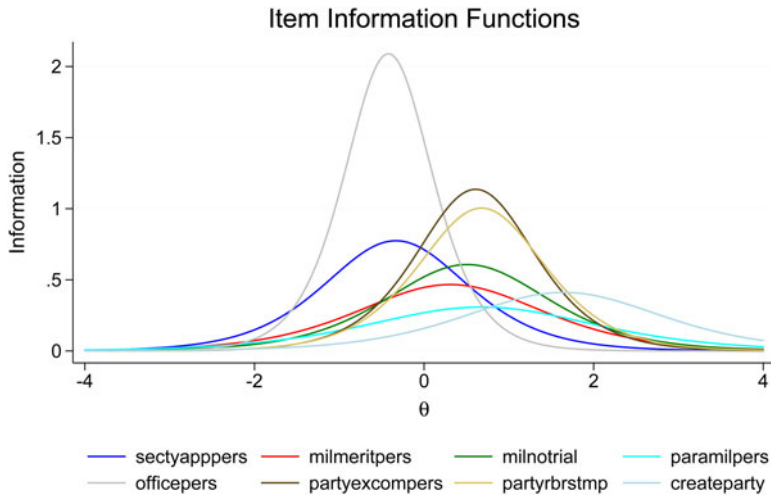 Item Information Functions
2
1.5
1
.5
0
Information
-4 -2 0 2 4
θ
sectyapppers milmeritpers milnotrial paramilpers
officepers partyexcompers partyrbrstmp createparty